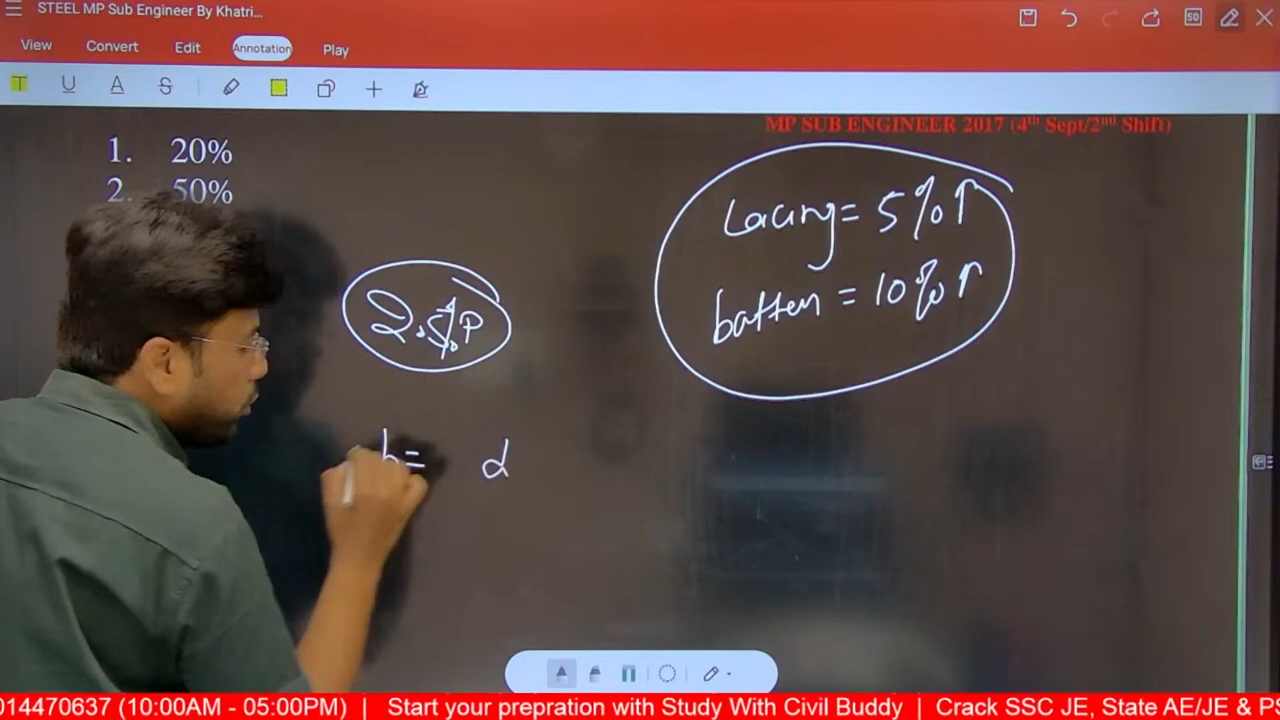 STEEL MP Sub Engineer By Khatri...
50
View Convert Edit Annotation Play
T U A S
MP SUB ENGINEER 2017 (4th Sept/2nd Shift)
1. 20%
2. 50%
Lacing = 5% ↑
batten = 10% ↑
2.5% P
b= d
014470637 (10:00AM - 05:00PM) | Start your prepration with Study With Civil Buddy | Crack SSC JE, State AE/JE & PS